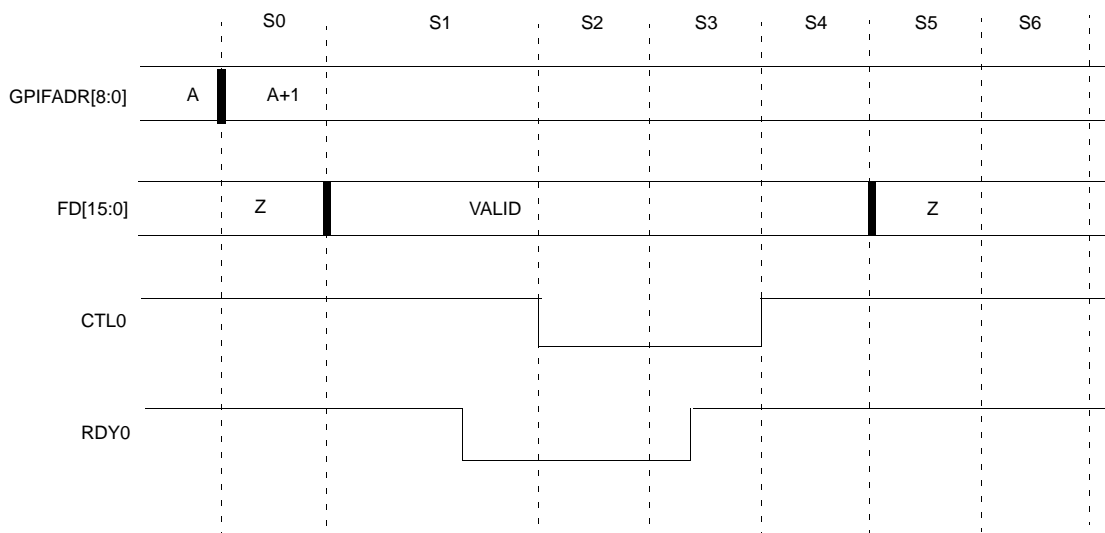 S0 S1 S2 S3 S4 S5 S6
GPIFADR[8:0] A A+1
FD[15:0] Z VALID Z
CTL0
RDY0